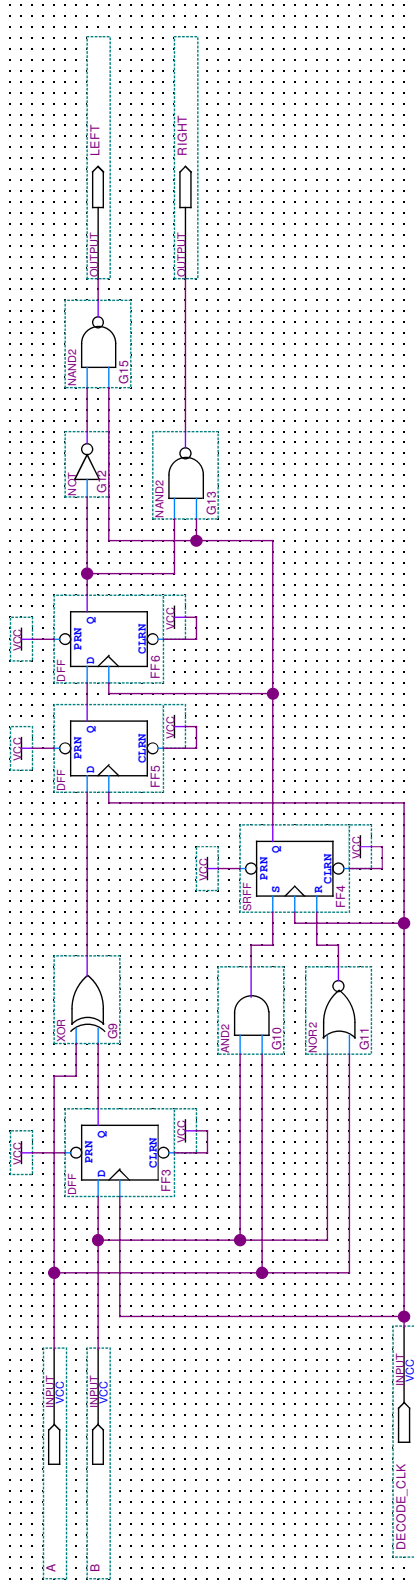 A
INPUT
VCC
B
INPUT
VCC
DECODE_CLK
INPUT
VCC
VCC
DFF
PRN
D
Q
CLRN
FF3
VCC
XOR
G9
AND2
G10
NOR2
G11
VCC
SRFF
PRN
S
Q
R
CLRN
FF4
VCC
VCC
DFF
PRN
D
Q
CLRN
FF5
VCC
VCC
DFF
PRN
D
Q
CLRN
FF6
VCC
NOT
G12
NAND2
G13
NAND2
G15
OUTPUT
LEFT
OUTPUT
RIGHT